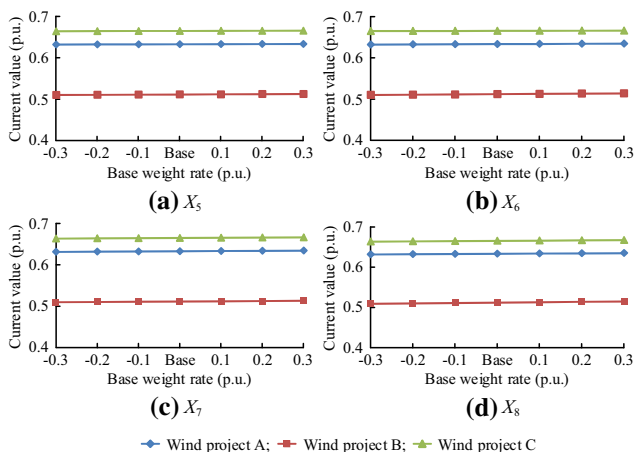 Current value (p.u.)
0.7
0.6
0.5
0.4
-0.3 -0.2 -0.1 Base 0.1 0.2 0.3
Base weight rate (p.u.)
(a) X5
Current value (p.u.)
0.7
0.6
0.5
0.4
-0.3 -0.2 -0.1 Base 0.1 0.2 0.3
Base weight rate (p.u.)
(b) X6
Current value (p.u.)
0.7
0.6
0.5
0.4
-0.3 -0.2 -0.1 Base 0.1 0.2 0.3
Base weight rate (p.u.)
(c) X7
Current value (p.u.)
0.7
0.6
0.5
0.4
-0.3 -0.2 -0.1 Base 0.1 0.2 0.3
Base weight rate (p.u.)
(d) X8
Wind project A; Wind project B; Wind project C